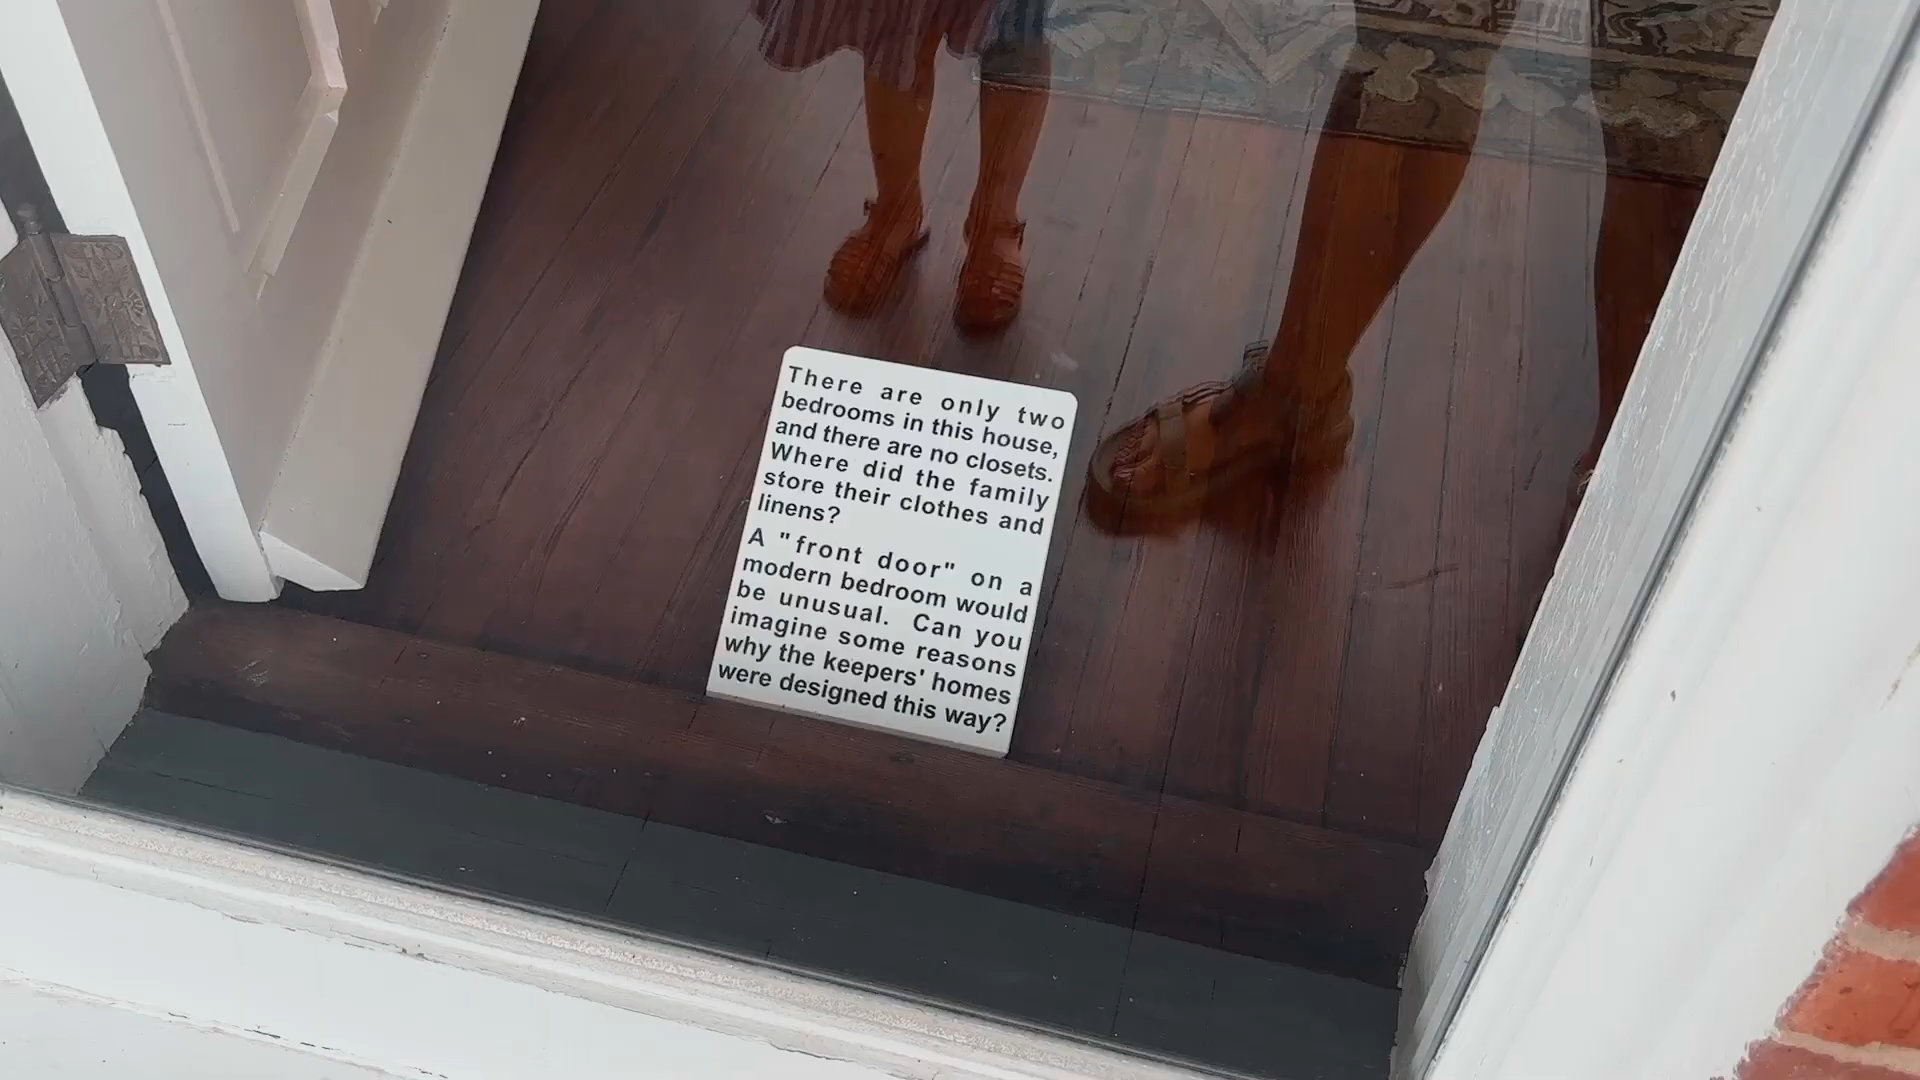 There are only two
bedrooms in this house,
and there are no closets.
Where did the family
store their clothes and
linens?
A "front door" on a
modern bedroom would
be unusual. Can you
imagine some reasons
why the keepers' homes
were designed this way?